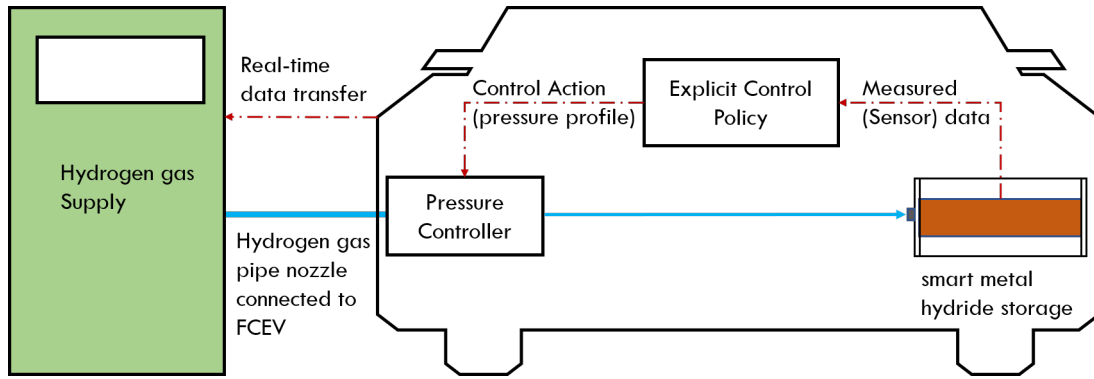 Real-time
data transfer
Hydrogen gas
Supply
Hydrogen gas
pipe nozzle
connected to
FCEV
Control Action
(pressure profile)
Explicit Control
Policy
Measured
(Sensor) data
Pressure
Controller
smart metal
hydride storage